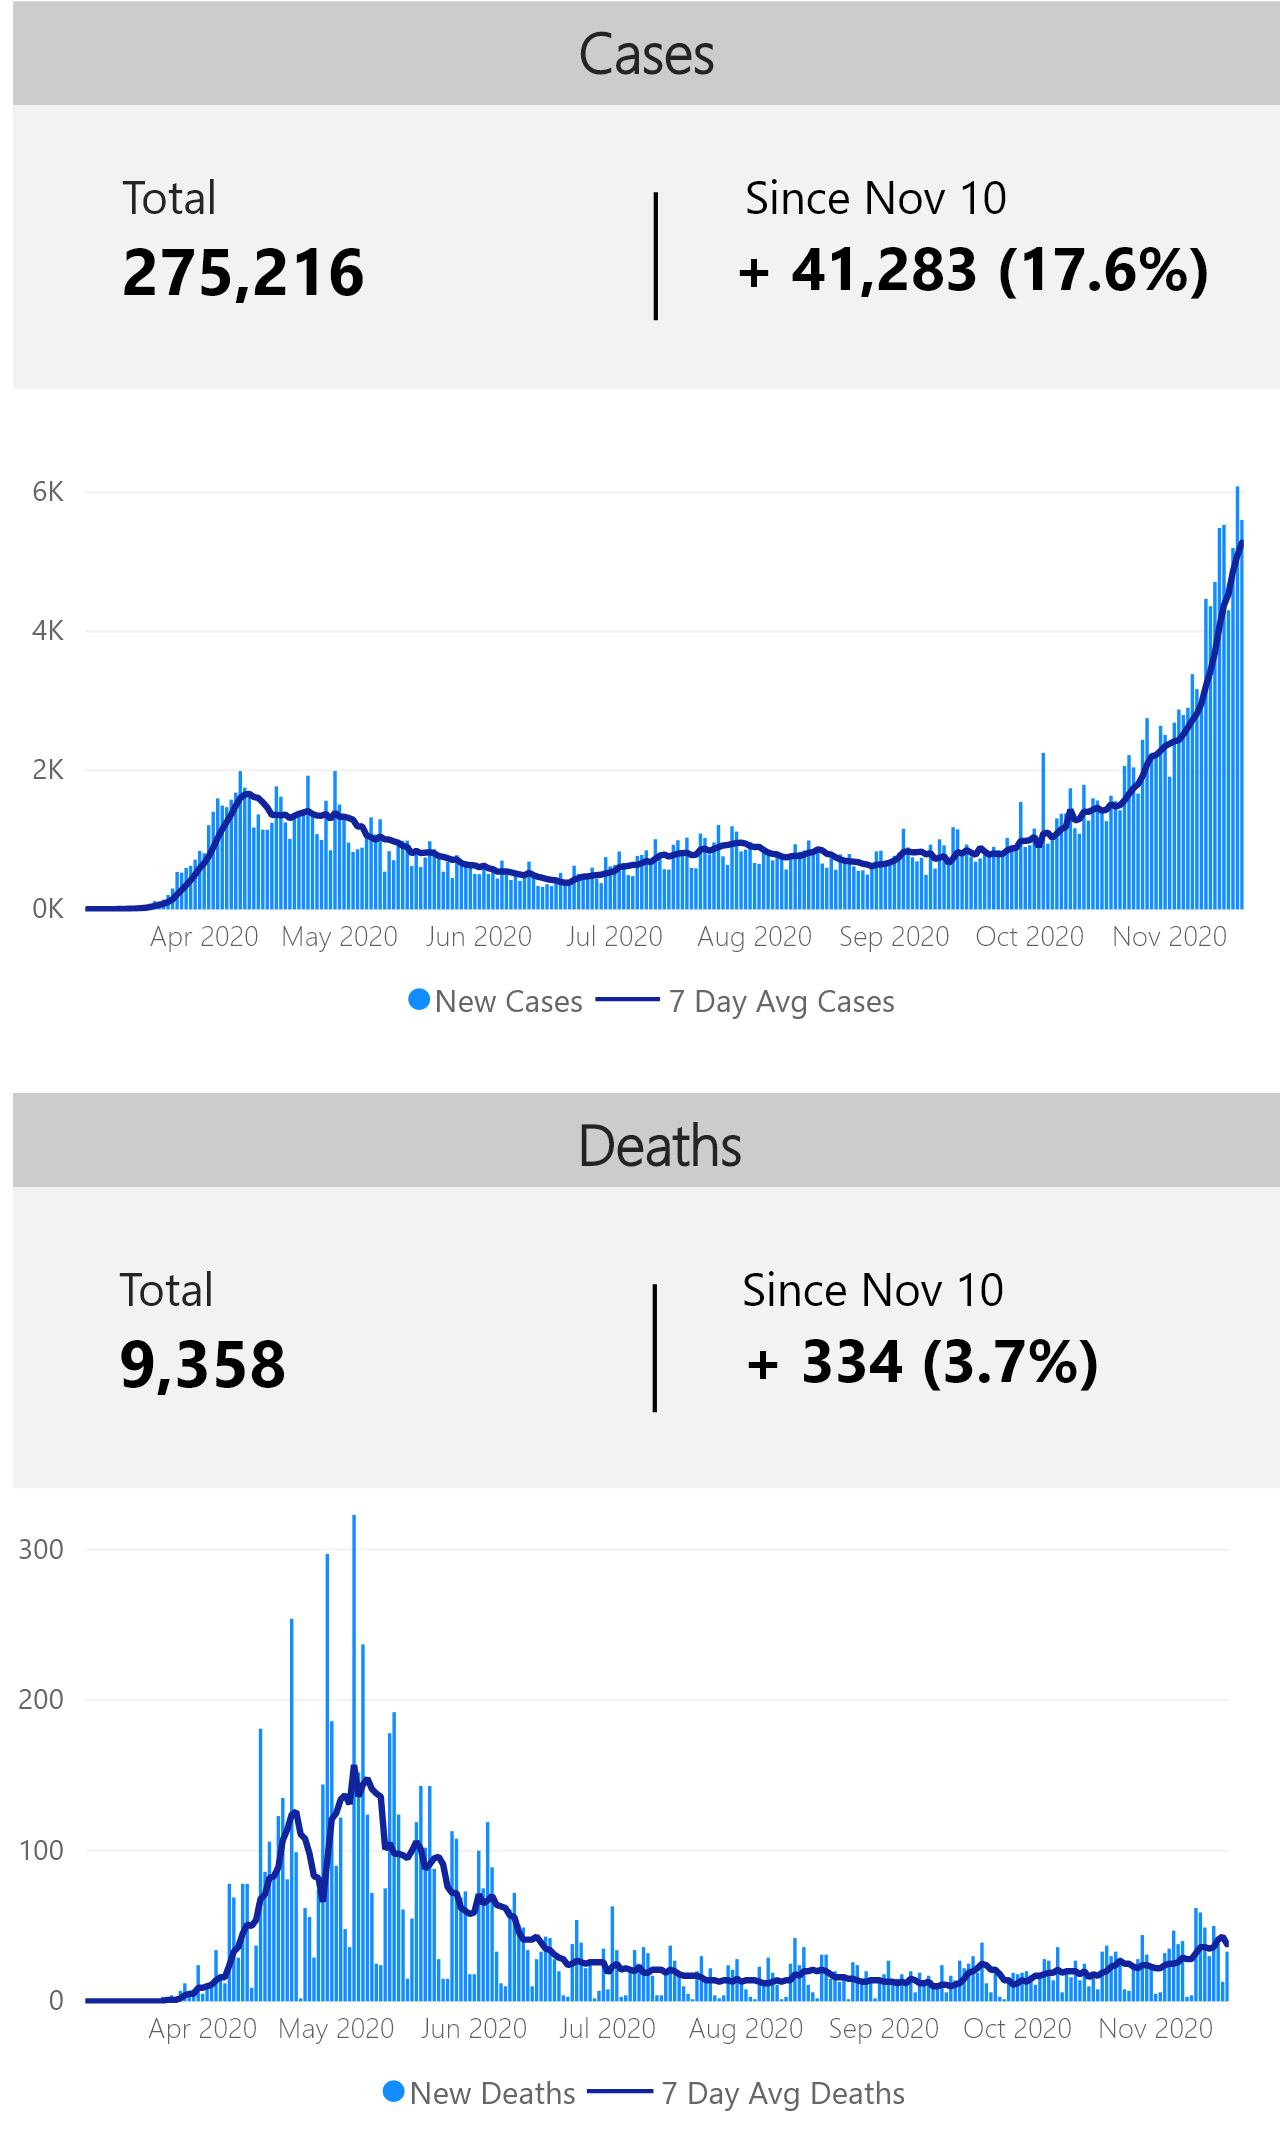 Cases
Total
Since Nov 10
275,216
+ 41,283 (17.6%)
6K
4K
2K
0K
Apr 2020 May 2020 Jun 2020 Jul 2020 Aug 2020 Sep 2020 Oct 2020 Nov 2020
New Cases 7 Day Avg Cases
Deaths
Total
Since Nov 10
9,358
+ 334 (3.7%)
300
200
100
0
Apr 2020 May 2020 Jun 2020 Jul 2020 Aug 2020 Sep 2020 Oct 2020 Nov 2020
New Deaths 7 Day Avg Deaths